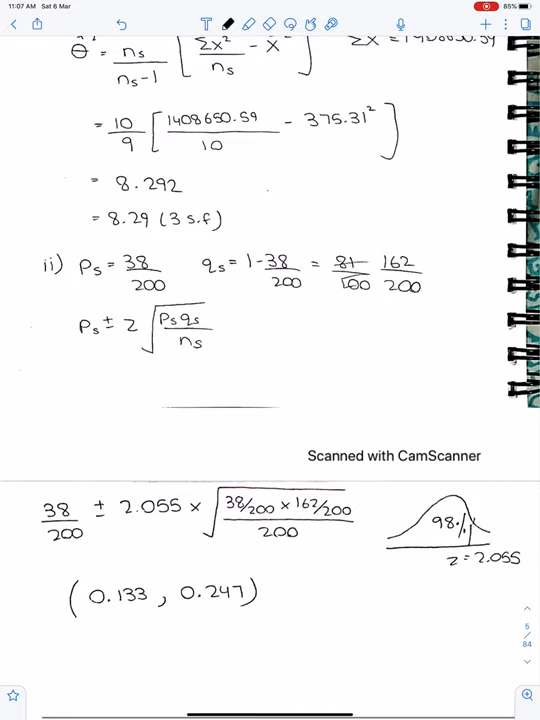 11:07 AM Sat 6 Mar 85%
θ̂ = ns/(ns-1) [ Σx²/ns - x̄² ]
= 10/9 [ 1408650.59/10 - 375.31² ]
= 8.292
= 8.29 (3 s.f)
ii) Ps = 38/200 qs = 1 - 38/200 = 81/100 162/200
Ps ± Z √(Psqs/ns)
Scanned with CamScanner
38/200 ± 2.055 × √((38/200 × 162/200)/200)
98%
z = 2.055
(0.133, 0.247)
5 / 84